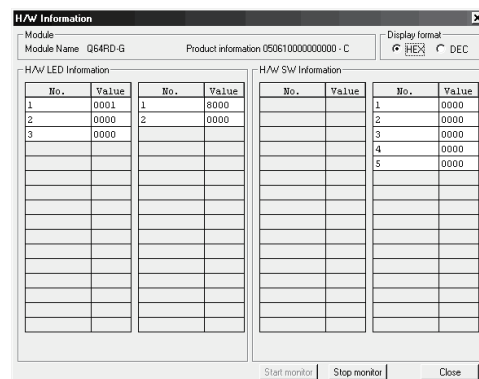 H/W Information
Module
Display format
Module Name Q64RD-G Product information 050610000000000 - C
HEX DEC
H/W LED Information H/W SW Information
No. Value No. Value No. Value No. Value
1 0001 1 8000 1 0000
2 0000 2 0000 2 0000
3 0000 3 0000
4 0000
5 0000
Start monitor Stop monitor Close